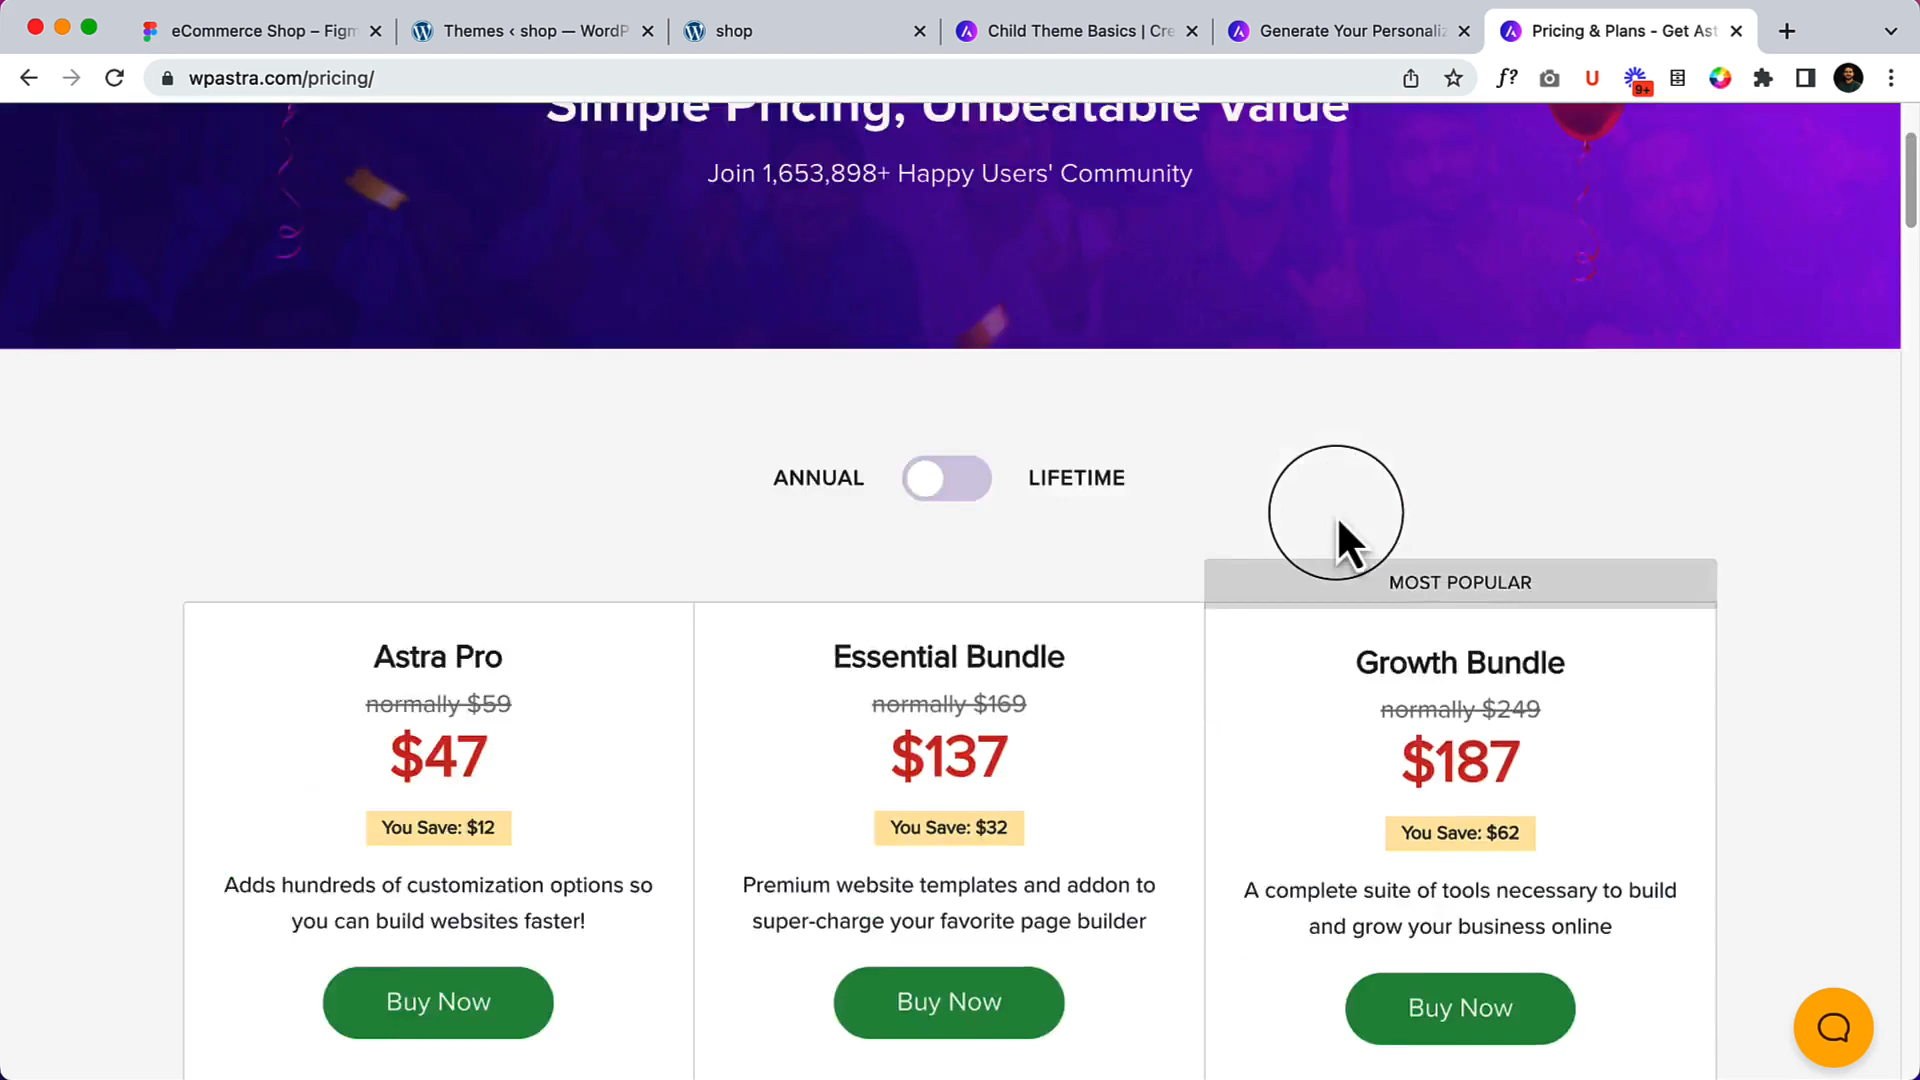 eCommerce Shop – Figm
Themes ‹ shop — WordP
shop
Child Theme Basics | Cre
Generate Your Personaliz
Pricing & Plans - Get Ast
wpastra.com/pricing/
f?
U
9+
Simple Pricing, Unbeatable Value
Join 1,653,898+ Happy Users' Community
ANNUAL
LIFETIME
MOST POPULAR
Astra Pro
normally $59
$47
You Save: $12
Adds hundreds of customization options so
you can build websites faster!
Buy Now
Essential Bundle
normally $169
$137
You Save: $32
Premium website templates and addon to
super-charge your favorite page builder
Buy Now
Growth Bundle
normally $249
$187
You Save: $62
A complete suite of tools necessary to build
and grow your business online
Buy Now